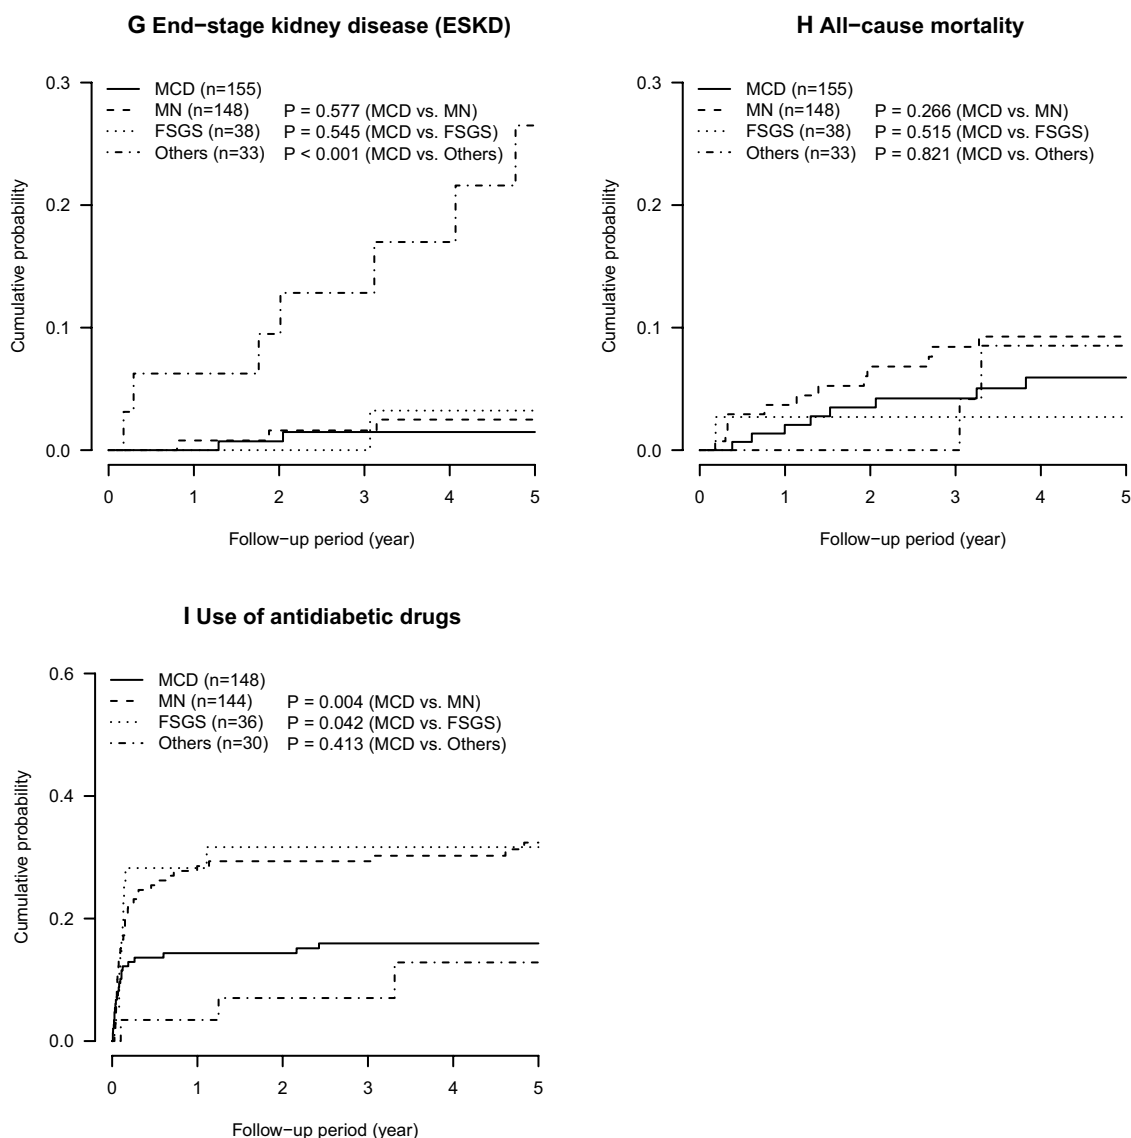 G End−stage kidney disease (ESKD)
Cumulative probability
0.3
0.2
0.1
0.0
MCD (n=155)
MN (n=148) P = 0.577 (MCD vs. MN)
FSGS (n=38) P = 0.545 (MCD vs. FSGS)
Others (n=33) P < 0.001 (MCD vs. Others)
0 1 2 3 4 5
Follow−up period (year)
H All−cause mortality
Cumulative probability
0.3
0.2
0.1
0.0
MCD (n=155)
MN (n=148) P = 0.266 (MCD vs. MN)
FSGS (n=38) P = 0.515 (MCD vs. FSGS)
Others (n=33) P = 0.821 (MCD vs. Others)
0 1 2 3 4 5
Follow−up period (year)
I Use of antidiabetic drugs
Cumulative probability
0.6
0.4
0.2
0.0
MCD (n=148)
MN (n=144) P = 0.004 (MCD vs. MN)
FSGS (n=36) P = 0.042 (MCD vs. FSGS)
Others (n=30) P = 0.413 (MCD vs. Others)
0 1 2 3 4 5
Follow−up period (year)